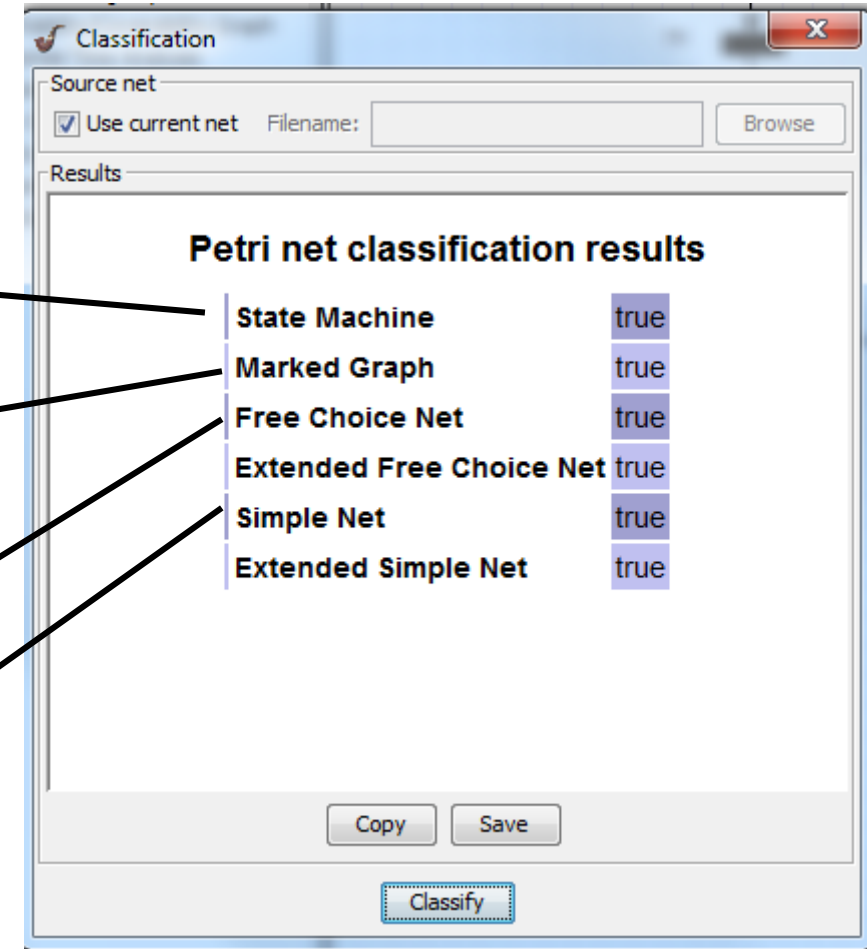 Classification
Source net
Use current net Filename: Browse
Results
Petri net classification results
State Machine true
Marked Graph true
Free Choice Net true
Extended Free Choice Net true
Simple Net true
Extended Simple Net true
Copy Save
Classify